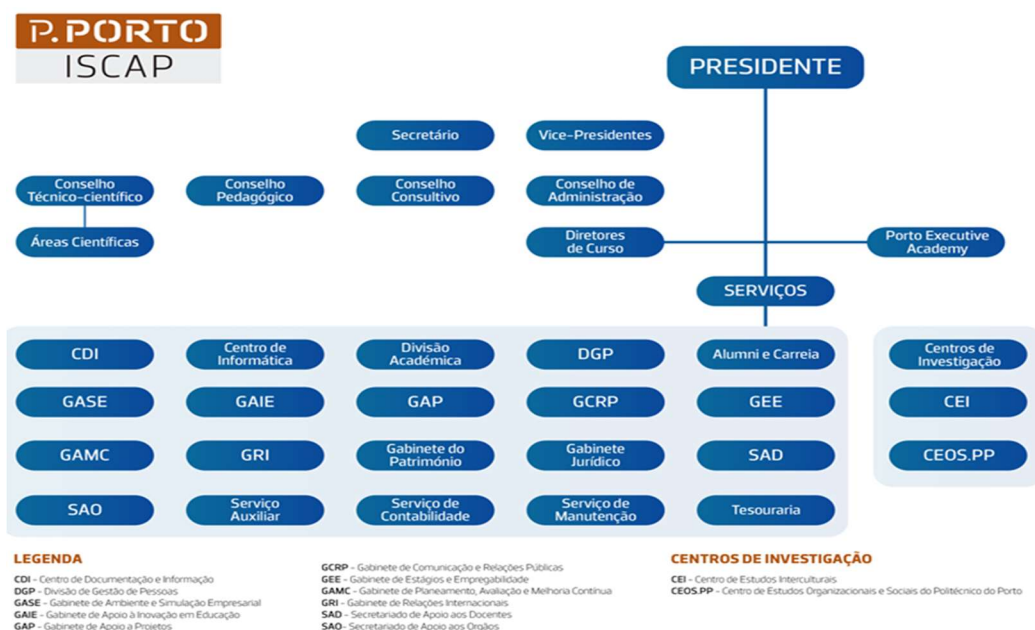 P.PORTO
ISCAP
PRESIDENTE
Secretário
Vice-Presidentes
Conselho
Técnico-científico
Conselho
Pedagógico
Conselho
Consultivo
Conselho de
Administração
Áreas Científicas
Diretores
de Curso
Porto Executive
Academy
SERVIÇOS
CDI
Centro de
Informática
Divisão
Académica
DGP
Alumni e Carreia
Centros de
Investigação
GASE
GAIE
GAP
GCRP
GEE
CEI
GAMC
GRI
Gabinete do
Património
Gabinete
Jurídico
SAD
CEOS.PP
SAO
Serviço
Auxiliar
Serviço de
Contabilidade
Serviço de
Manutenção
Tesouraria
LEGENDA
CDI - Centro de Documentação e Informação
DGP - Divisão de Gestão de Pessoas
GASE - Gabinete de Ambiente e Simulação Empresarial
GAIE - Gabinete de Apoio à Inovação em Educação
GAP - Gabinete de Apoio a Projetos
GCRP - Gabinete de Comunicação e Relações Públicas
GEE - Gabinete de Estágios e Empregabilidade
GAMC - Gabinete de Planeamento, Avaliação e Melhoria Contínua
GRI - Gabinete de Relações Internacionais
SAD - Secretariado de Apoio aos Docentes
SAO- Secretariado de Apoio aos Orgãos
CENTROS DE INVESTIGAÇÃO
CEI - Centro de Estudos Interculturais
CEOS.PP - Centro de Estudos Organizacionais e Sociais do Politécnico do Porto